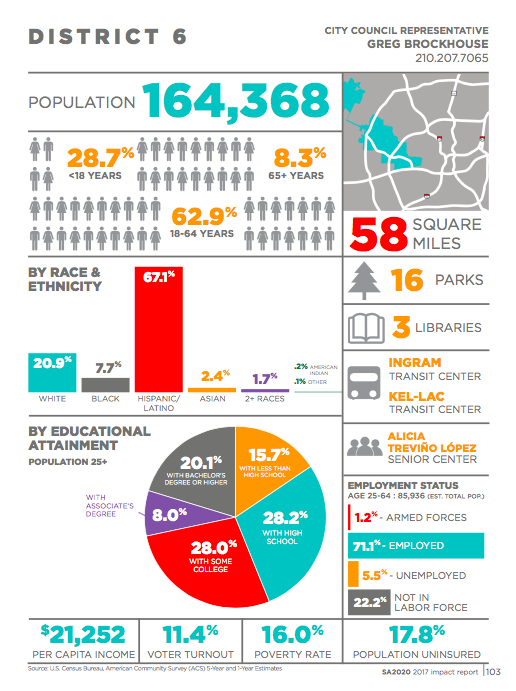 DISTRICT 6
CITY COUNCIL REPRESENTATIVE
GREG BROCKHOUSE
210.207.7065
POPULATION 164,368
28.7%
<18 YEARS
8.3%
65+ YEARS
62.9%
18-64 YEARS
58 SQUARE
MILES
BY RACE &
ETHNICITY
67.1%
20.9%
7.7%
2.4%
1.7%
.2% AMERICAN
INDIAN
.1% OTHER
WHITE
BLACK
HISPANIC/
LATINO
ASIAN
2+ RACES
16 PARKS
3 LIBRARIES
INGRAM
TRANSIT CENTER
KEL-LAC
TRANSIT CENTER
ALICIA
TREVIÑO LÓPEZ
SENIOR CENTER
BY EDUCATIONAL
ATTAINMENT
POPULATION 25+
20.1%
WITH BACHELOR'S
DEGREE OR HIGHER
15.7%
WITH LESS THAN
HIGH SCHOOL
WITH
ASSOCIATE'S
DEGREE
8.0%
28.2%
WITH HIGH
SCHOOL
28.0%
WITH SOME
COLLEGE
EMPLOYMENT STATUS
AGE 25-64 : 85,936 (EST. TOTAL POP.)
1.2% - ARMED FORCES
71.1% - EMPLOYED
5.5% - UNEMPLOYED
22.2% NOT IN
LABOR FORCE
$21,252
PER CAPITA INCOME
11.4%
VOTER TURNOUT
16.0%
POVERTY RATE
17.8%
POPULATION UNINSURED
Source: U.S. Census Bureau, American Community Survey (ACS) 5-Year and 1-Year Estimates
SA2020 2017 impact report | 103